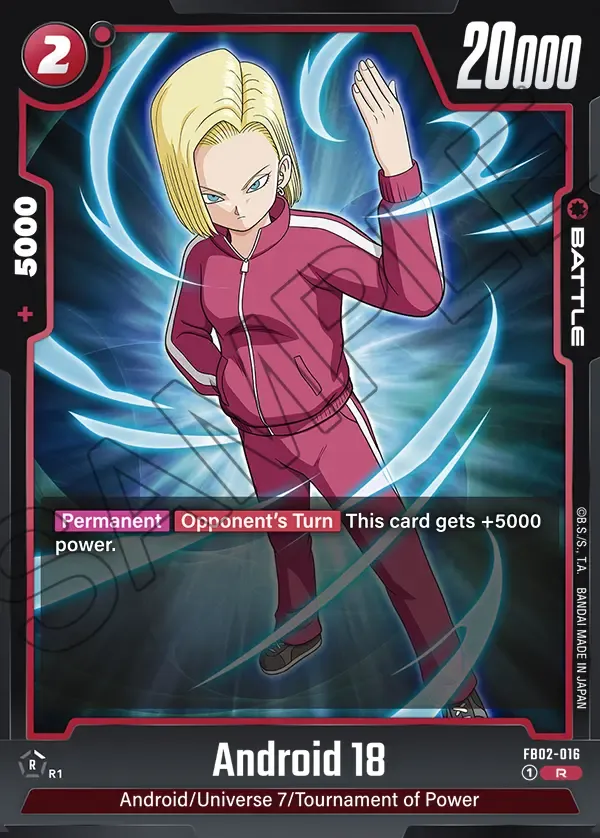 2
20000
+ 5000
BATTLE
SAMPLE
Permanent Opponent's Turn This card gets +5000
power.
©B.S./S., T.A. BANDAI MADE IN JAPAN
R
R1
Android 18
FB02-016
1 R
Android/Universe 7/Tournament of Power